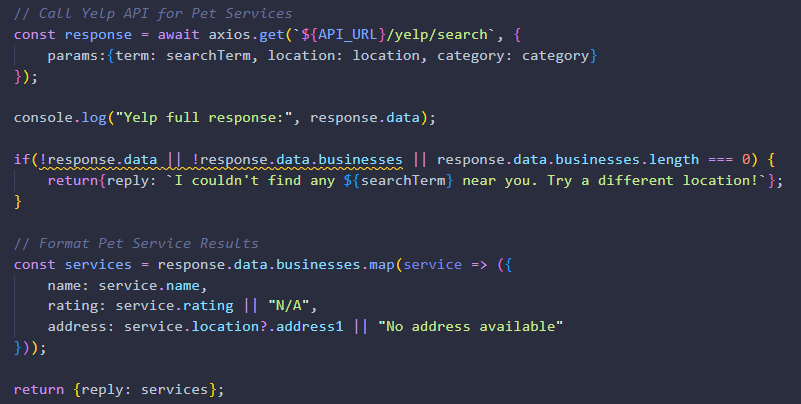 // Call Yelp API for Pet Services
const response = await axios.get(`${API_URL}/yelp/search`, {
    params:{term: searchTerm, location: location, category: category}
});

console.log("Yelp full response:", response.data);

if(!response.data || !response.data.businesses || response.data.businesses.length === 0) {
    return{reply: `I couldn't find any ${searchTerm} near you. Try a different location!`};
}

// Format Pet Service Results
const services = response.data.businesses.map(service => ({
    name: service.name,
    rating: service.rating || "N/A",
    address: service.location?.address1 || "No address available"
}));

return {reply: services};